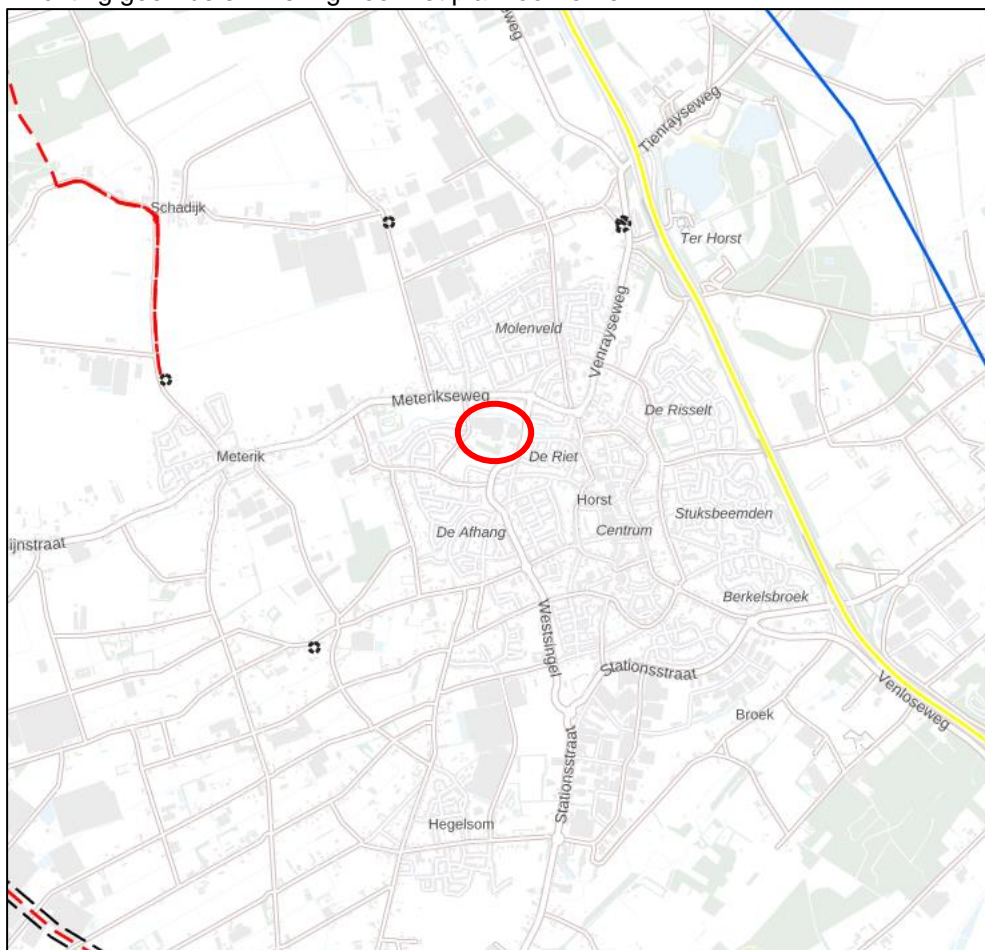 weg
Tienrayseweg
Schadijk
Ter Horst
Molenveld
Venrayseweg
Meterikseweg
De Risselt
Meterik
De Riet
Horst
Stuksbeemden
De Afhang
Centrum
ijnstraat
Berkelsbroek
Westsingel
Stationsstraat
Venloseweg
Broek
Stationsstraat
Hegelsom